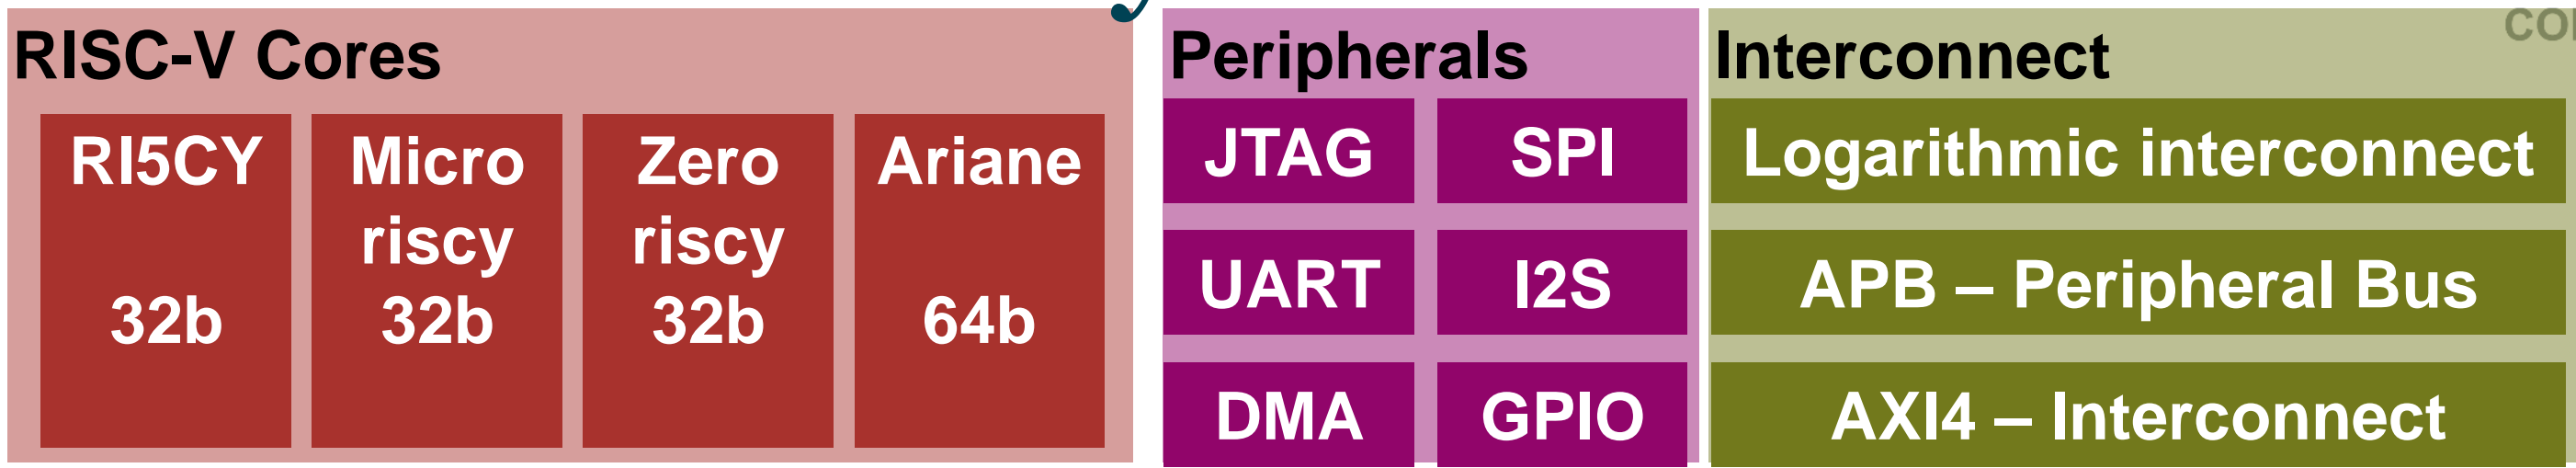 RISC-V Cores
RI5CY
32b
Micro
riscy
32b
Zero
riscy
32b
Ariane
64b
Peripherals
JTAG
SPI
UART
I2S
DMA
GPIO
Interconnect
Logarithmic interconnect
APB – Peripheral Bus
AXI4 – Interconnect